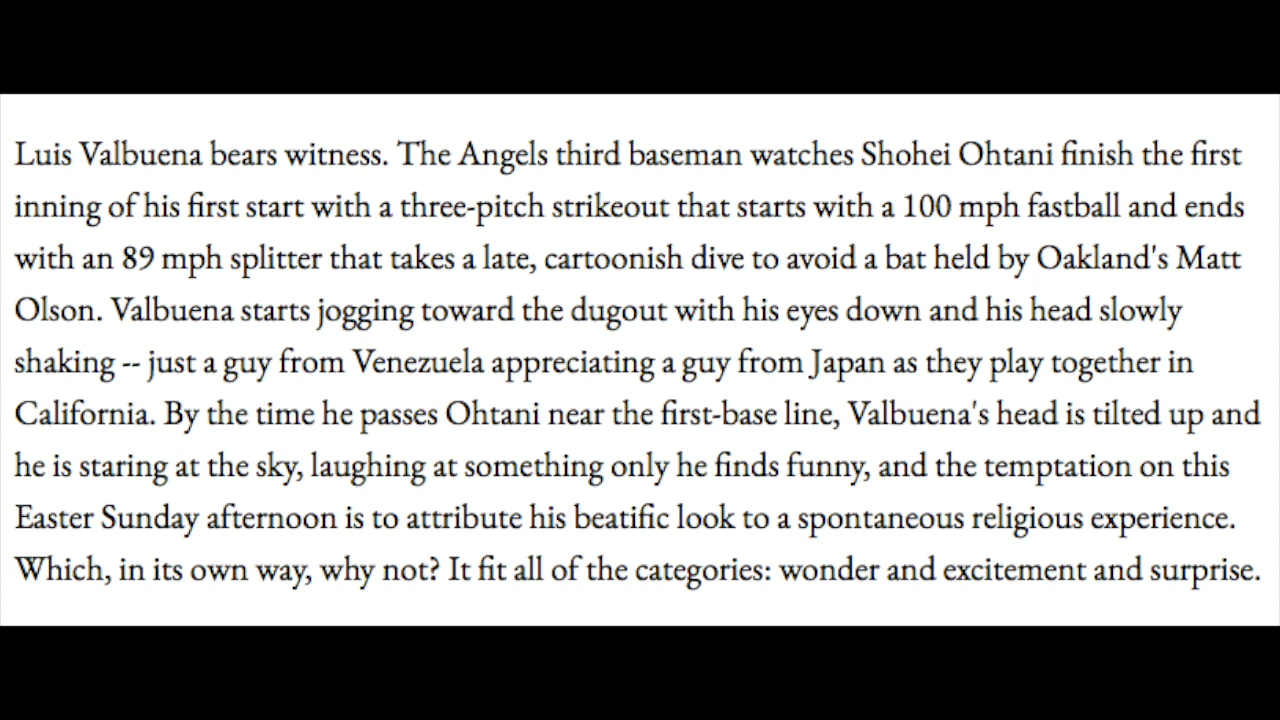 Luis Valbuena bears witness. The Angels third baseman watches Shohei Ohtani finish the first
inning of his first start with a three-pitch strikeout that starts with a 100 mph fastball and ends
with an 89 mph splitter that takes a late, cartoonish dive to avoid a bat held by Oakland's Matt
Olson. Valbuena starts jogging toward the dugout with his eyes down and his head slowly
shaking -- just a guy from Venezuela appreciating a guy from Japan as they play together in
California. By the time he passes Ohtani near the first-base line, Valbuena's head is tilted up and
he is staring at the sky, laughing at something only he finds funny, and the temptation on this
Easter Sunday afternoon is to attribute his beatific look to a spontaneous religious experience.
Which, in its own way, why not? It fit all of the categories: wonder and excitement and surprise.